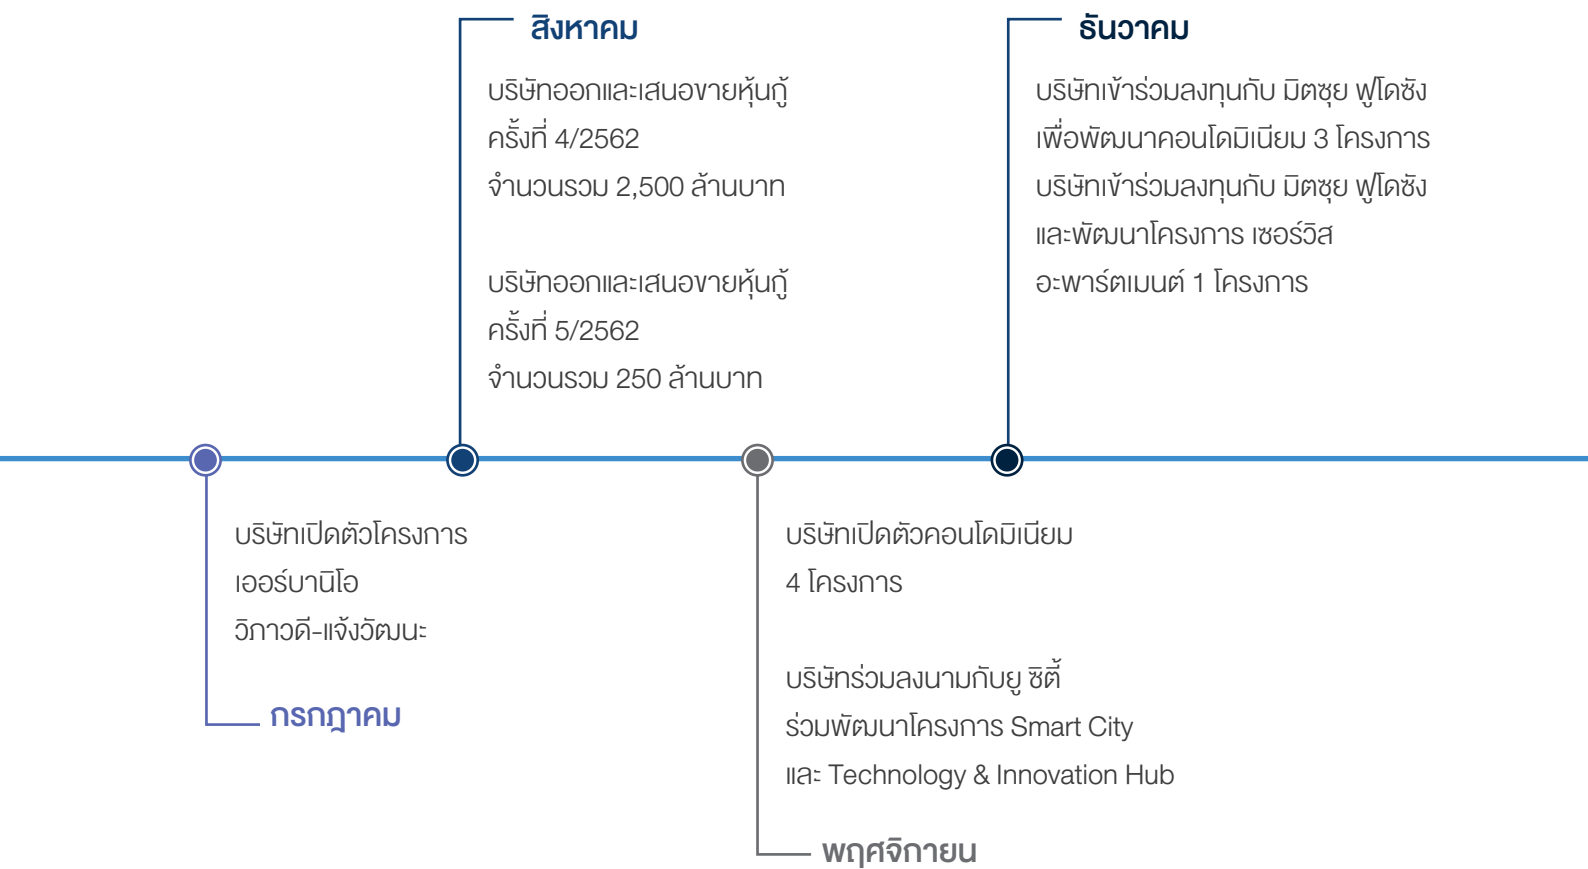 สิงหาคม
บริษัทออกและเสนอขายหุ้นกู้
ครั้งที่ 4/2562
จำนวนรวม 2,500 ล้านบาท
บริษัทออกและเสนอขายหุ้นกู้
ครั้งที่ 5/2562
จำนวนรวม 250 ล้านบาท
ธันวาคม
บริษัทเข้าร่วมลงทุนกับ มิตซุย ฟูโดซัง
เพื่อพัฒนาคอนโดมิเนียม 3 โครงการ
บริษัทเข้าร่วมลงทุนกับ มิตซุย ฟูโดซัง
และพัฒนาโครงการ เซอร์วิส
อะพาร์ตเมนต์ 1 โครงการ
บริษัทเปิดตัวโครงการ
เออร์บานิโอ
วิภาวดี-แจ้งวัฒนะ
กรกฎาคม
บริษัทเปิดตัวคอนโดมิเนียม
4 โครงการ
บริษัทร่วมลงนามกับยู ซิตี้
ร่วมพัฒนาโครงการ Smart City
และ Technology & Innovation Hub
พฤศจิกายน